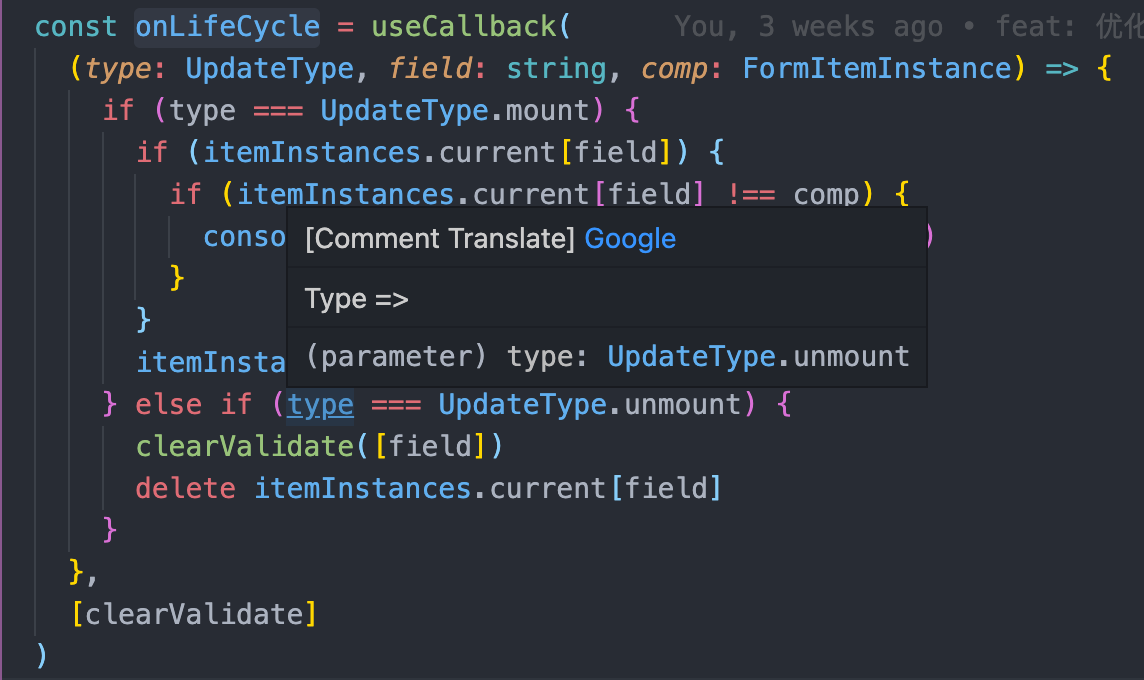 const onLifeCycle = useCallback( You, 3 weeks ago • feat: 优化
(type: UpdateType, field: string, comp: FormItemInstance) => {
if (type === UpdateType.mount) {
if (itemInstances.current[field]) {
if (itemInstances.current[field] !== comp) {
conso
[Comment Translate] Google
)
}
Type =>
}
itemInsta
(parameter) type: UpdateType.unmount
} else if (type === UpdateType.unmount) {
clearValidate([field])
delete itemInstances.current[field]
}
},
[clearValidate]
)